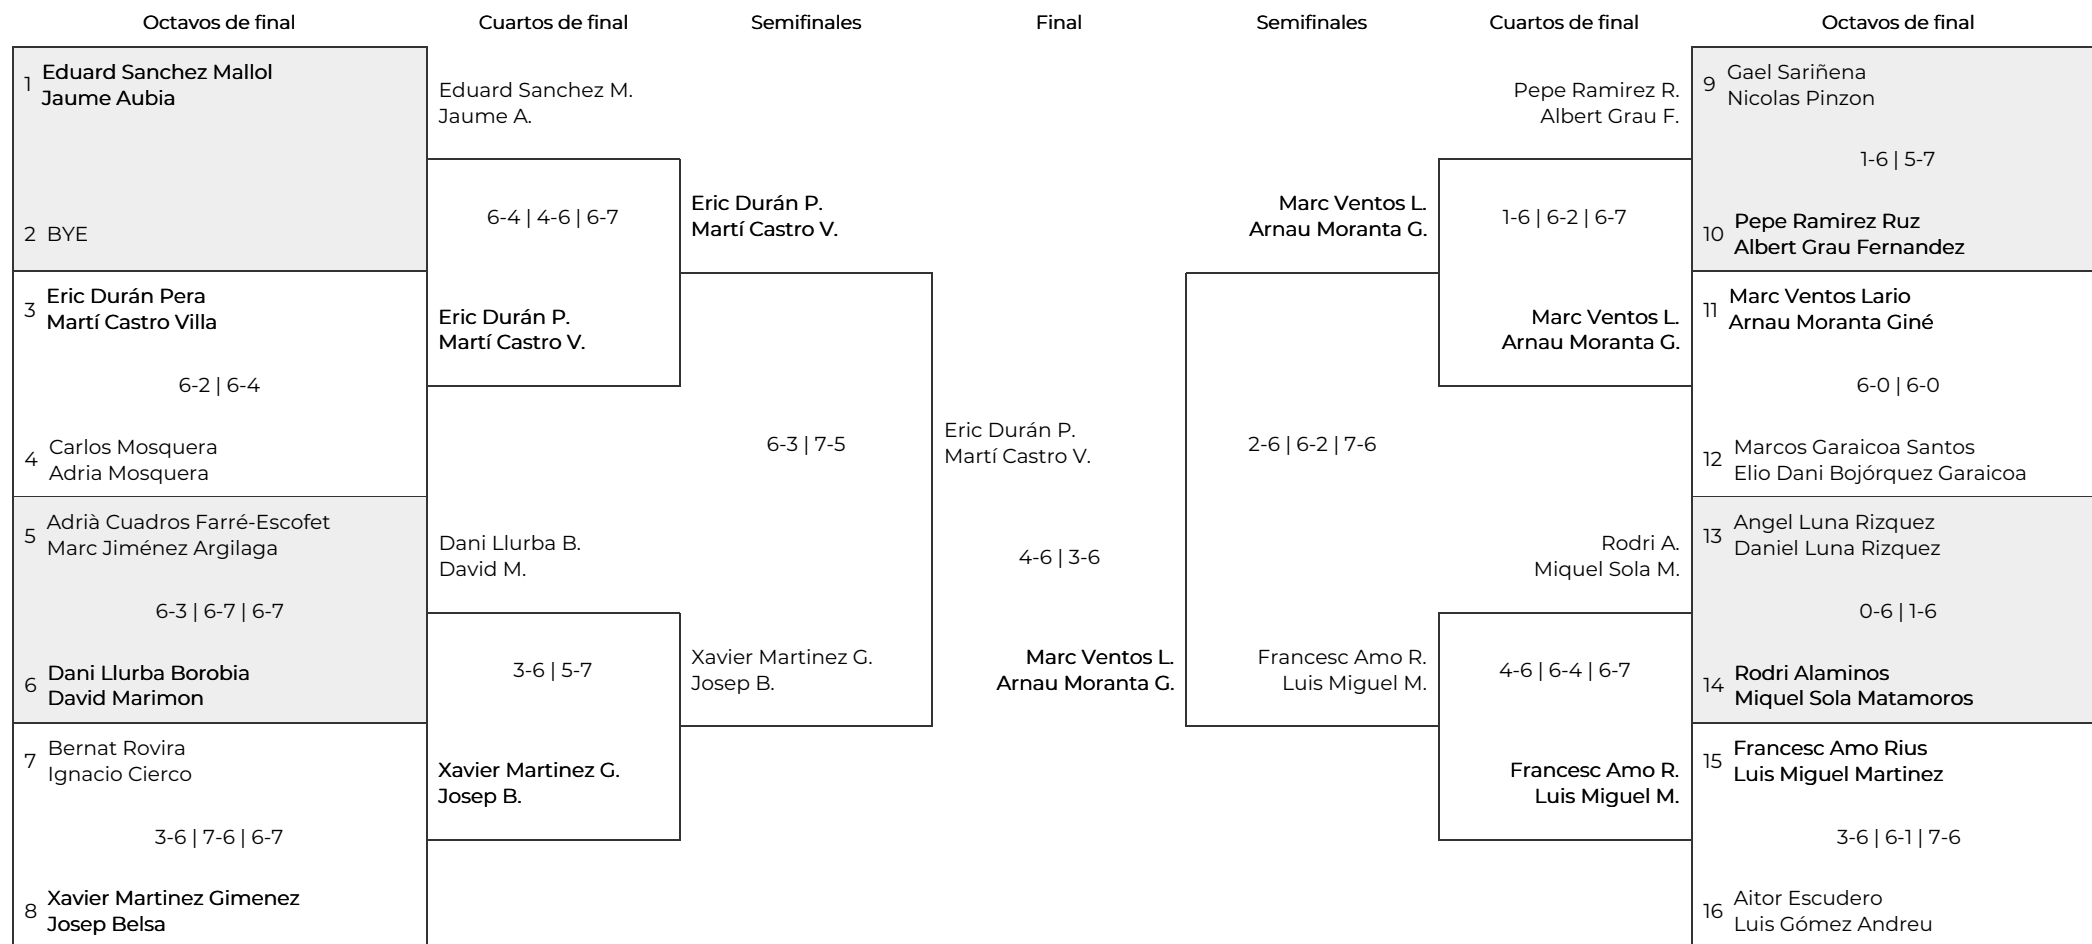 Octavos de final
Cuartos de final
Semifinales
Final
Semifinales
Cuartos de final
Octavos de final
1
Eduard Sanchez Mallol
Jaume Aubia
2 BYE
3
Eric Durán Pera
Martí Castro Villa
6-2 | 6-4
4
Carlos Mosquera
Adria Mosquera
5
Adrià Cuadros Farré-Escofet
Marc Jiménez Argilaga
6-3 | 6-7 | 6-7
6
Dani Llurba Borobia
David Marimon
7
Bernat Rovira
Ignacio Cierco
3-6 | 7-6 | 6-7
8
Xavier Martinez Gimenez
Josep Belsa
Eduard Sanchez M.
Jaume A.
6-4 | 4-6 | 6-7
Eric Durán P.
Martí Castro V.
Dani Llurba B.
David M.
3-6 | 5-7
Xavier Martinez G.
Josep B.
Eric Durán P.
Martí Castro V.
6-3 | 7-5
Xavier Martinez G.
Josep B.
Eric Durán P.
Martí Castro V.
4-6 | 3-6
Marc Ventos L.
Arnau Moranta G.
Marc Ventos L.
Arnau Moranta G.
2-6 | 6-2 | 7-6
Francesc Amo R.
Luis Miguel M.
Pepe Ramirez R.
Albert Grau F.
1-6 | 6-2 | 6-7
Marc Ventos L.
Arnau Moranta G.
Rodri A.
Miquel Sola M.
4-6 | 6-4 | 6-7
Francesc Amo R.
Luis Miguel M.
9
Gael Sariñena
Nicolas Pinzon
1-6 | 5-7
10
Pepe Ramirez Ruz
Albert Grau Fernandez
11
Marc Ventos Lario
Arnau Moranta Giné
6-0 | 6-0
12
Marcos Garaicoa Santos
Elio Dani Bojórquez Garaicoa
13
Angel Luna Rizquez
Daniel Luna Rizquez
0-6 | 1-6
14
Rodri Alaminos
Miquel Sola Matamoros
15
Francesc Amo Rius
Luis Miguel Martinez
3-6 | 6-1 | 7-6
16
Aitor Escudero
Luis Gómez Andreu